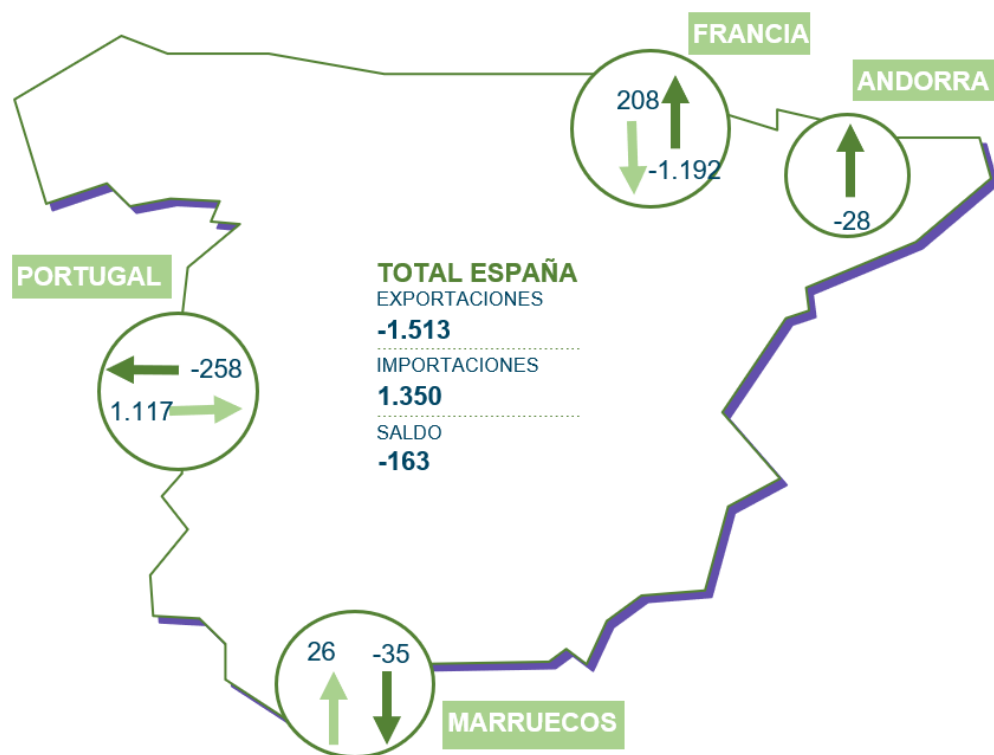 FRANCIA
208
-1.192
ANDORRA
-28
PORTUGAL
-258
1.117
TOTAL ESPAÑA
EXPORTACIONES
-1.513
IMPORTACIONES
1.350
SALDO
-163
26
-35
MARRUECOS